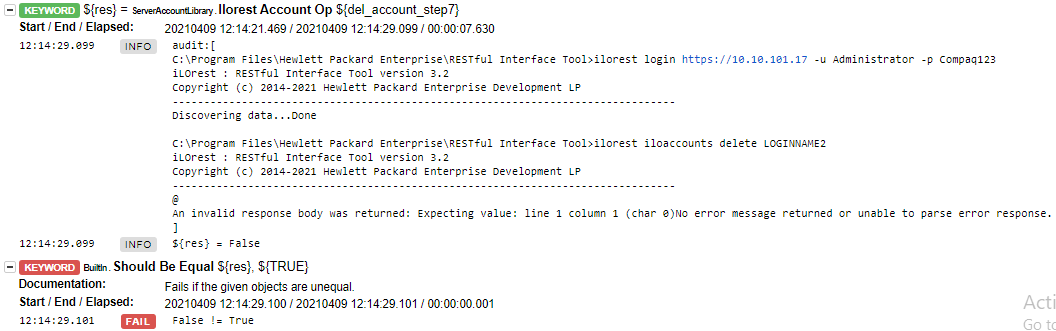 KEYWORD ${res} = ServerAccountLibrary. Ilorest Account Op ${del_account_step7}
Start / End / Elapsed: 20210409 12:14:21.469 / 20210409 12:14:29.099 / 00:00:07.630
12:14:29.099 INFO audit:[
C:\Program Files\Hewlett Packard Enterprise\RESTful Interface Tool>ilorest login https://10.10.101.17 -u Administrator -p Compaq123
iLOrest : RESTful Interface Tool version 3.2
Copyright (c) 2014-2021 Hewlett Packard Enterprise Development LP
--------------------------------------------------------------------------------
Discovering data...Done
C:\Program Files\Hewlett Packard Enterprise\RESTful Interface Tool>ilorest iloaccounts delete LOGINNAME2
iLOrest : RESTful Interface Tool version 3.2
Copyright (c) 2014-2021 Hewlett Packard Enterprise Development LP
--------------------------------------------------------------------------------
@
An invalid response body was returned: Expecting value: line 1 column 1 (char 0)No error message returned or unable to parse error response.
]
12:14:29.099 INFO ${res} = False
KEYWORD BuiltIn. Should Be Equal ${res}, ${TRUE}
Documentation: Fails if the given objects are unequal.
Start / End / Elapsed: 20210409 12:14:29.100 / 20210409 12:14:29.101 / 00:00:00.001
12:14:29.101 FAIL False != True
Acti
Go to